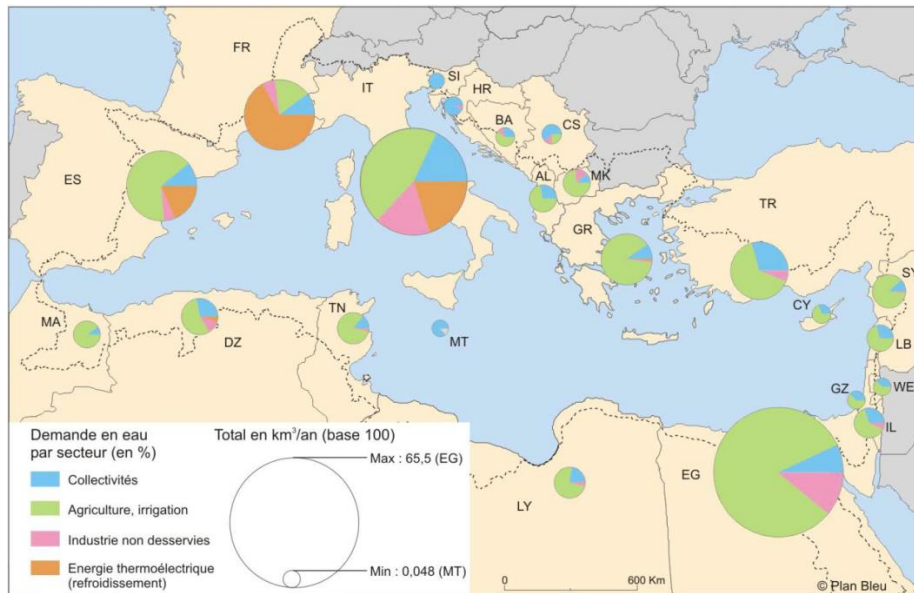 FR
IT
SI
HR
BA
CS
ES
AL
MK
GR
TR
SY
CY
LB
MA
DZ
TN
MT
GZ
WE
IL
LY
EG
Demande en eau
par secteur (en %)
Collectivités
Agriculture, irrigation
Industrie non desservies
Energie thermoélectrique
(refroidissement)
Total en km³/an (base 100)
Max : 65,5 (EG)
Min : 0,048 (MT)
0 600 Km
© Plan Bleu